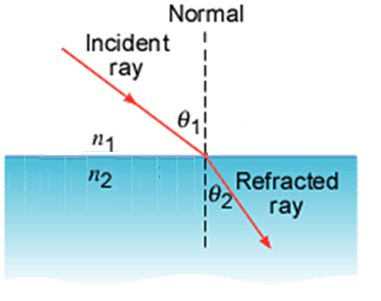 Normal
Incident
ray
θ1
n1
n2
θ2
Refracted
ray